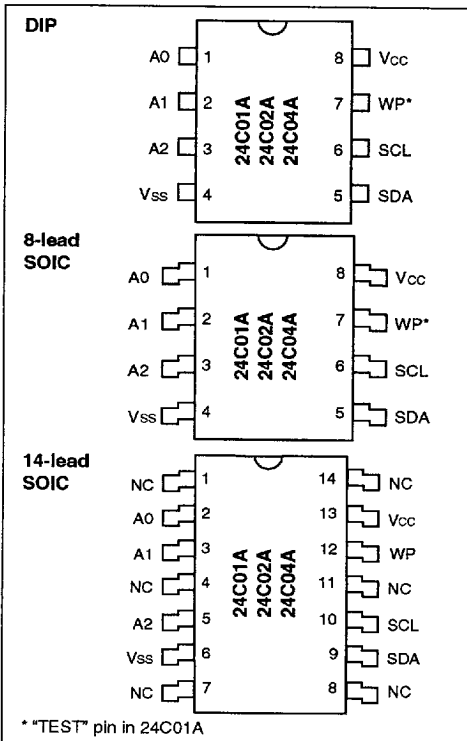 DIP
A0 1 8 Vcc
A1 2 7 WP*
A2 3 6 SCL
Vss 4 5 SDA
24C01A
24C02A
24C04A
8-lead
SOIC
A0 1 8 Vcc
A1 2 7 WP*
A2 3 6 SCL
Vss 4 5 SDA
24C01A
24C02A
24C04A
14-lead
SOIC
NC 1 14 NC
A0 2 13 Vcc
A1 3 12 WP
NC 4 11 NC
A2 5 10 SCL
Vss 6 9 SDA
NC 7 8 NC
24C01A
24C02A
24C04A
* "TEST" pin in 24C01A